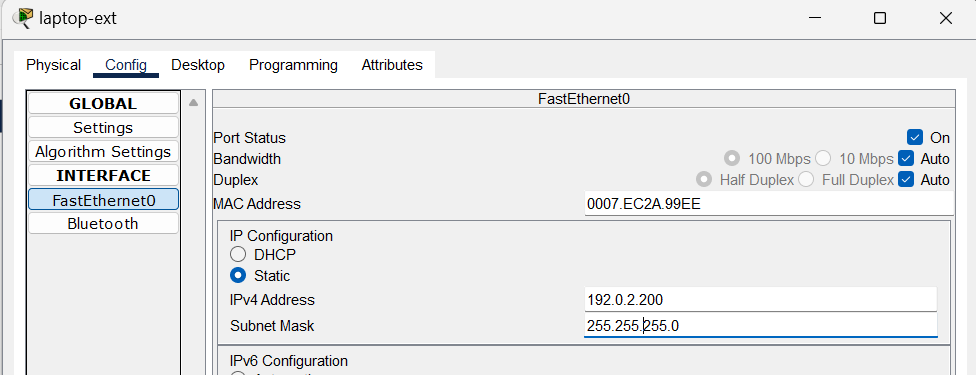 laptop-ext
Physical Config Desktop Programming Attributes
GLOBAL
Settings
Algorithm Settings
INTERFACE
FastEthernet0
Bluetooth
FastEthernet0
Port Status On
Bandwidth 100 Mbps 10 Mbps Auto
Duplex Half Duplex Full Duplex Auto
MAC Address 0007.EC2A.99EE
IP Configuration
DHCP
Static
IPv4 Address 192.0.2.200
Subnet Mask 255.255.255.0
IPv6 Configuration